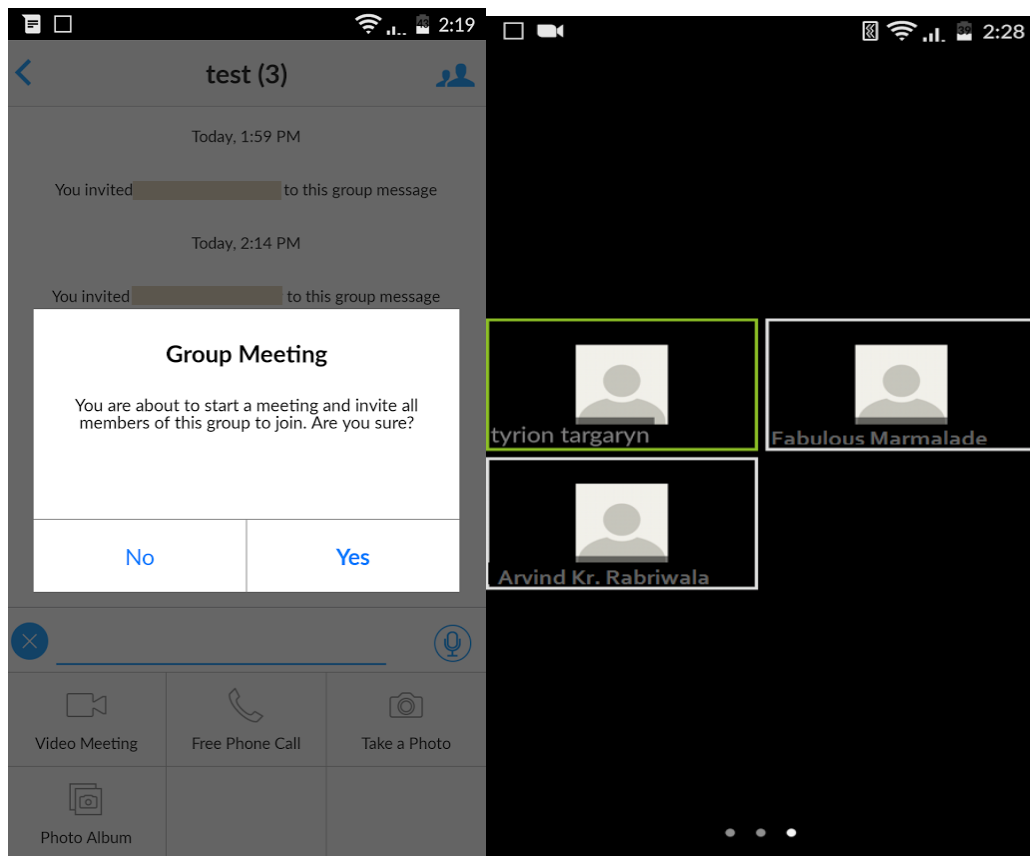 43 2:19
test (3)
Today, 1:59 PM
You invited to this group message
Today, 2:14 PM
You invited to this group message
Group Meeting
You are about to start a meeting and invite all
members of this group to join. Are you sure?
No Yes
Video Meeting Free Phone Call Take a Photo
Photo Album
39 2:28
tyrion targaryn Fabulous Marmalade
Arvind Kr. Rabriwala